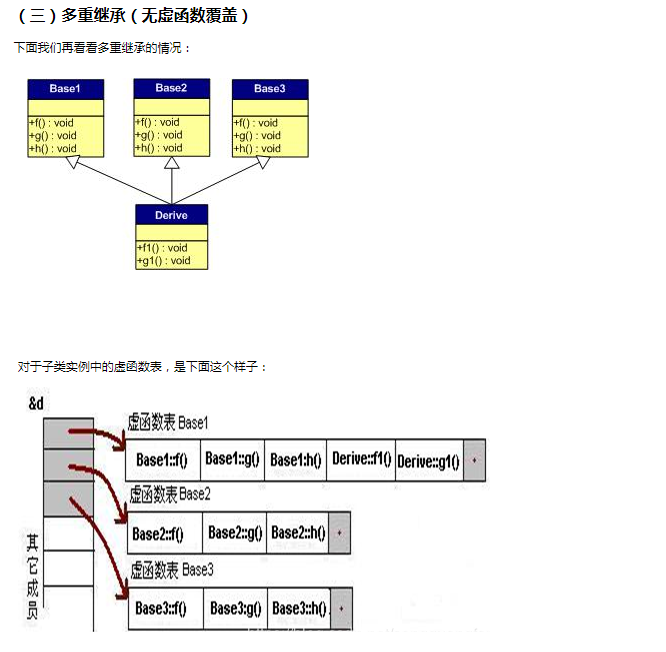 （三）多重继承（无虚函数覆盖）
下面我们再看看多重继承的情况：
Base1
+f() : void
+g() : void
+h() : void
Base2
+f() : void
+g() : void
+h() : void
Base3
+f() : void
+g() : void
+h() : void
Derive
+f1() : void
+g1() : void
对于子类实例中的虚函数表，是下面这个样子：
&d
虚函数表 Base1
Base1::f() Base1::g() Base1:h() Derive::f1() Derive::g1()
虚函数表 Base2
Base2::f() Base2::g() Base2::h()
虚函数表 Base3
Base3::f() Base3:g() Base3::h()
其它成员